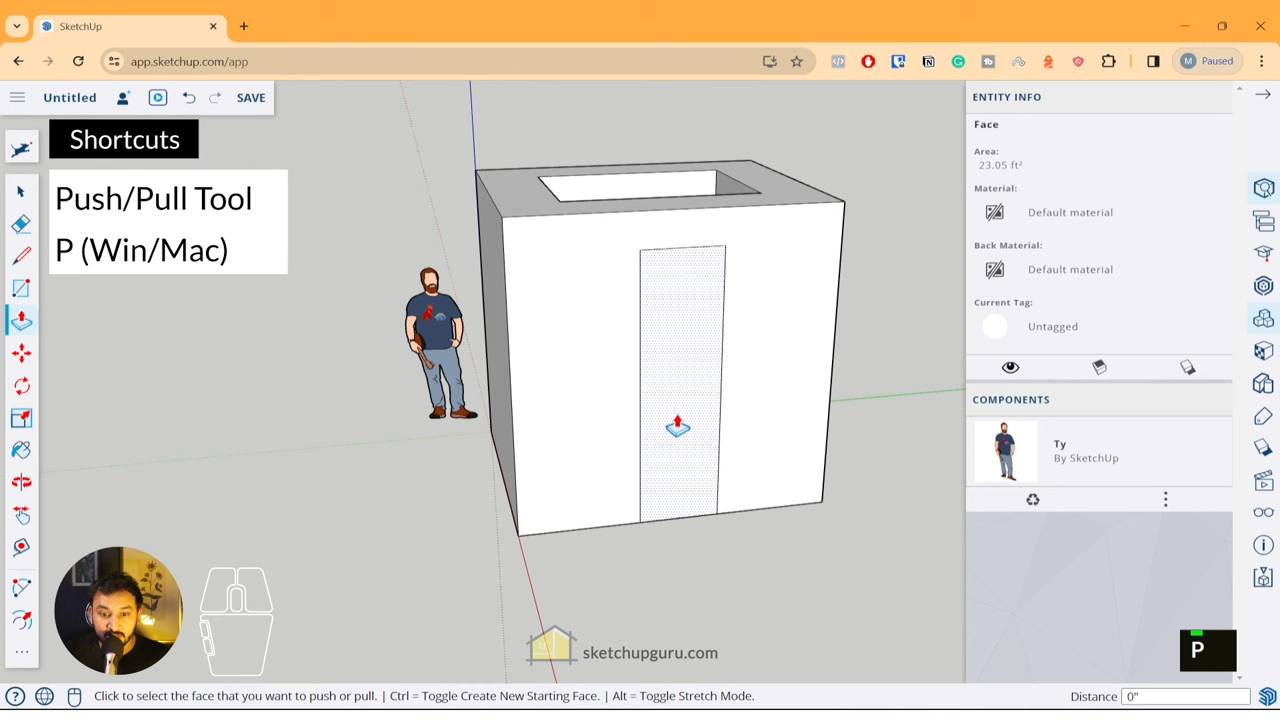 SketchUp
app.sketchup.com/app
M Paused
Untitled
SAVE
Shortcuts
Push/Pull Tool
P (Win/Mac)
ENTITY INFO
Face
Area:
23.05 ft²
Material:
Default material
Back Material:
Default material
Current Tag:
Untagged
COMPONENTS
Ty
By SketchUp
sketchupguru.com
P
Click to select the face that you want to push or pull. | Ctrl = Toggle Create New Starting Face. | Alt = Toggle Stretch Mode.
Distance 0"